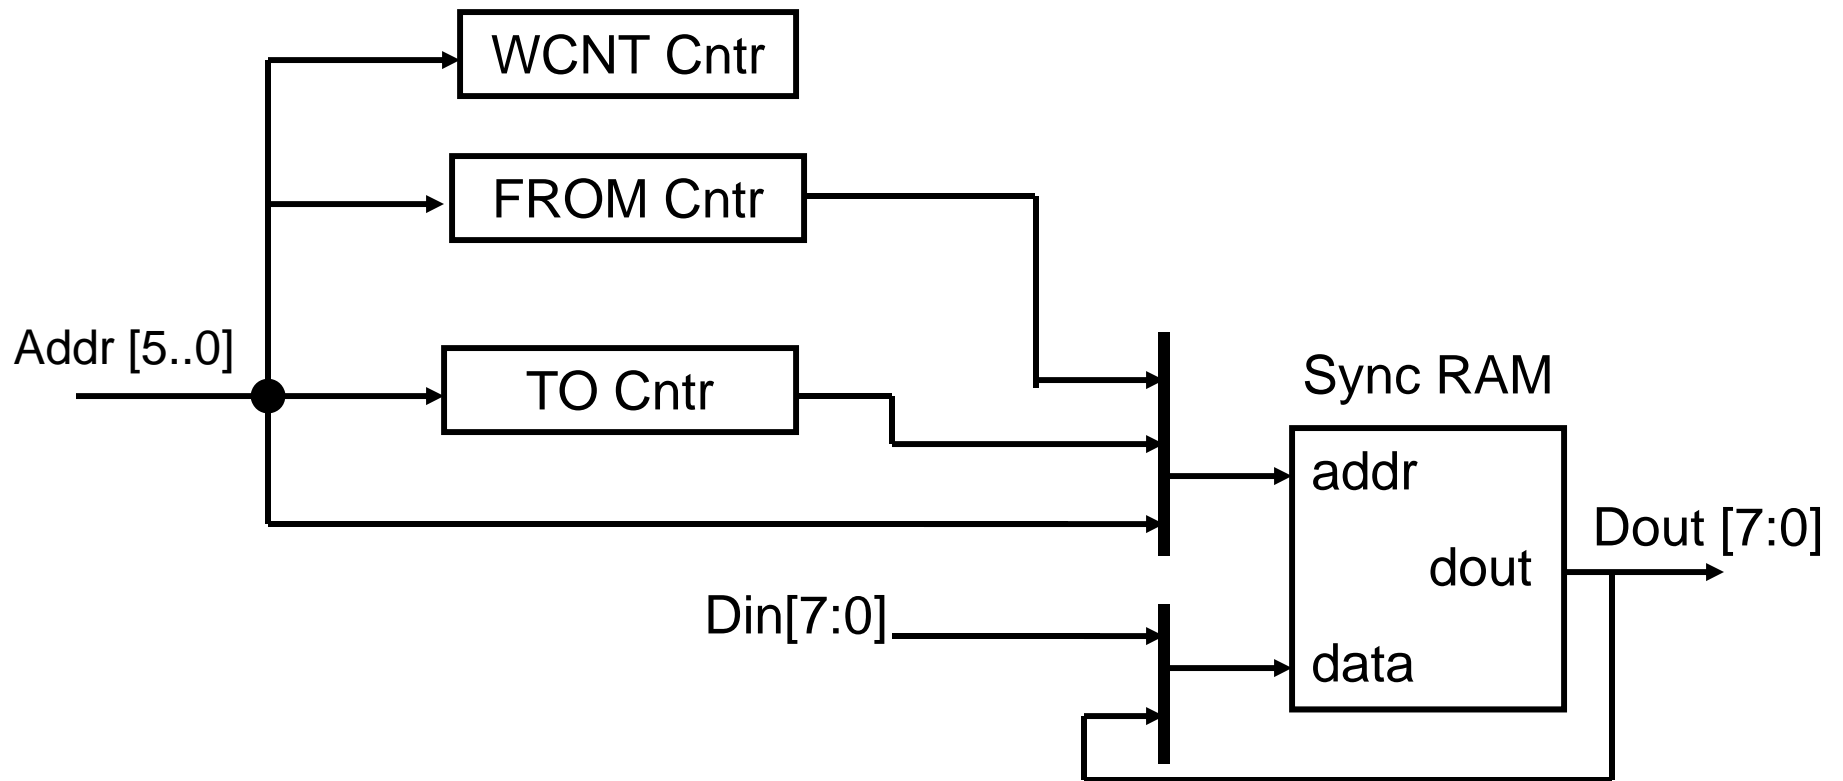 WCNT Cntr
FROM Cntr
Addr [5..0]
TO Cntr
Sync RAM
addr
Dout [7:0]
dout
Din[7:0]
data